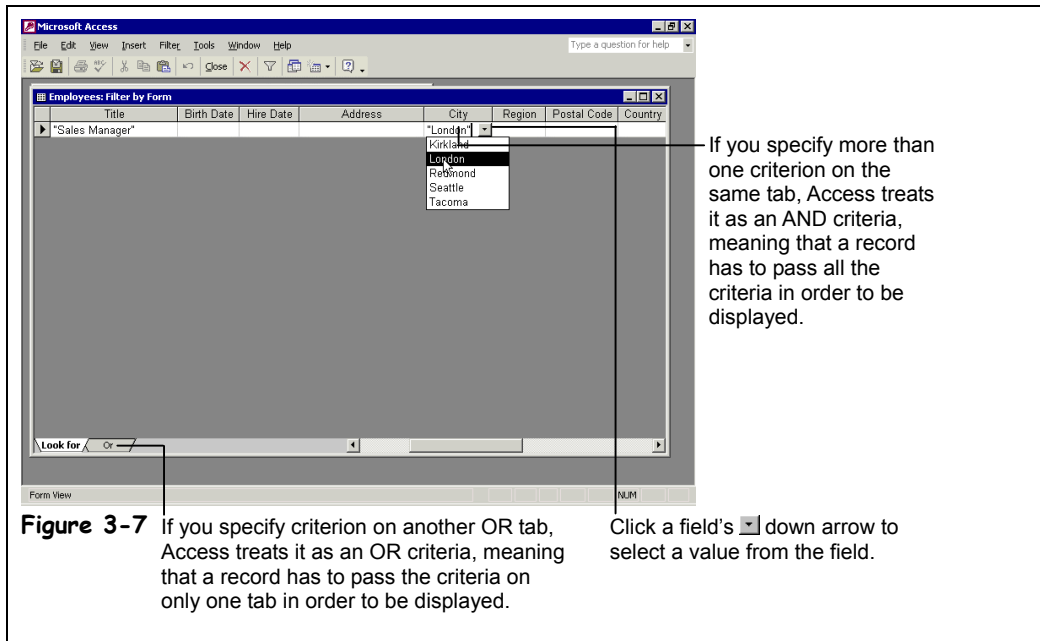 Microsoft Access
File Edit View Insert Filter Tools Window Help
Type a question for help
Close
Employees: Filter by Form
Title Birth Date Hire Date Address City Region Postal Code Country
"Sales Manager" "London"
Kirkland
London
Redmond
Seattle
Tacoma
If you specify more than
one criterion on the
same tab, Access treats
it as an AND criteria,
meaning that a record
has to pass all the
criteria in order to be
displayed.
Look for Or
Form View NUM
Figure 3-7
If you specify criterion on another OR tab,
Access treats it as an OR criteria, meaning
that a record has to pass the criteria on
only one tab in order to be displayed.
Click a field's down arrow to
select a value from the field.